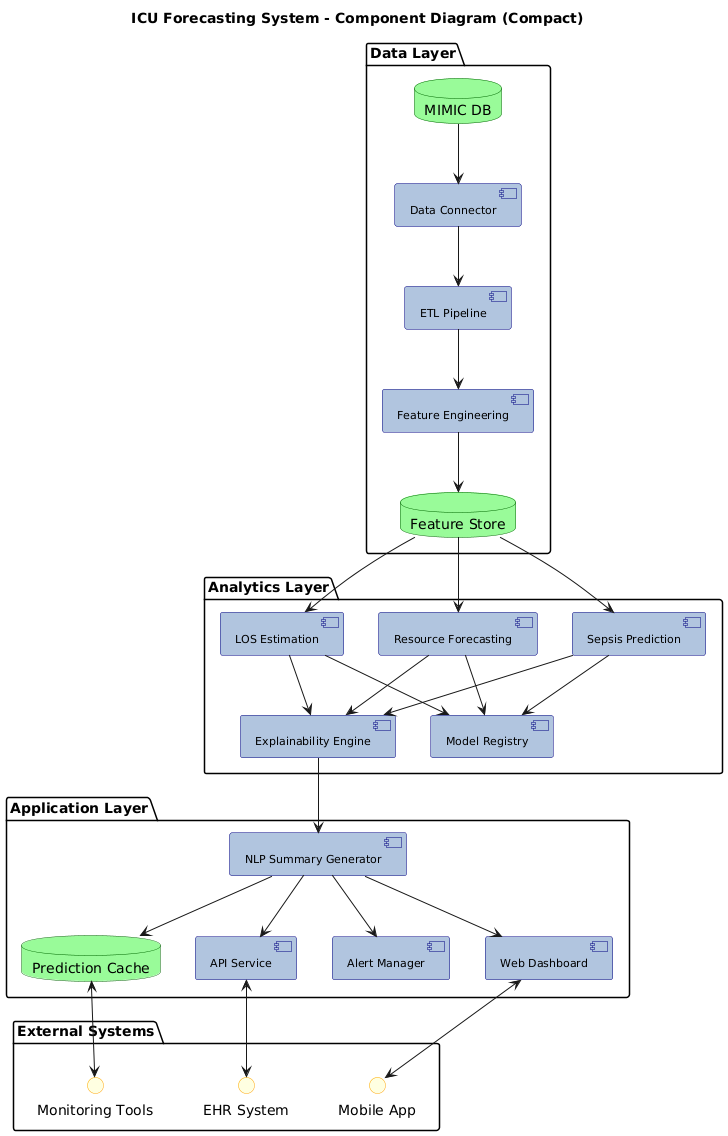 ICU Forecasting System - Component Diagram (Compact)
Data Layer
MIMIC DB
Data Connector
ETL Pipeline
Feature Engineering
Feature Store
Analytics Layer
LOS Estimation
Resource Forecasting
Sepsis Prediction
Explainability Engine
Model Registry
Application Layer
NLP Summary Generator
Prediction Cache
API Service
Alert Manager
Web Dashboard
External Systems
Monitoring Tools
EHR System
Mobile App